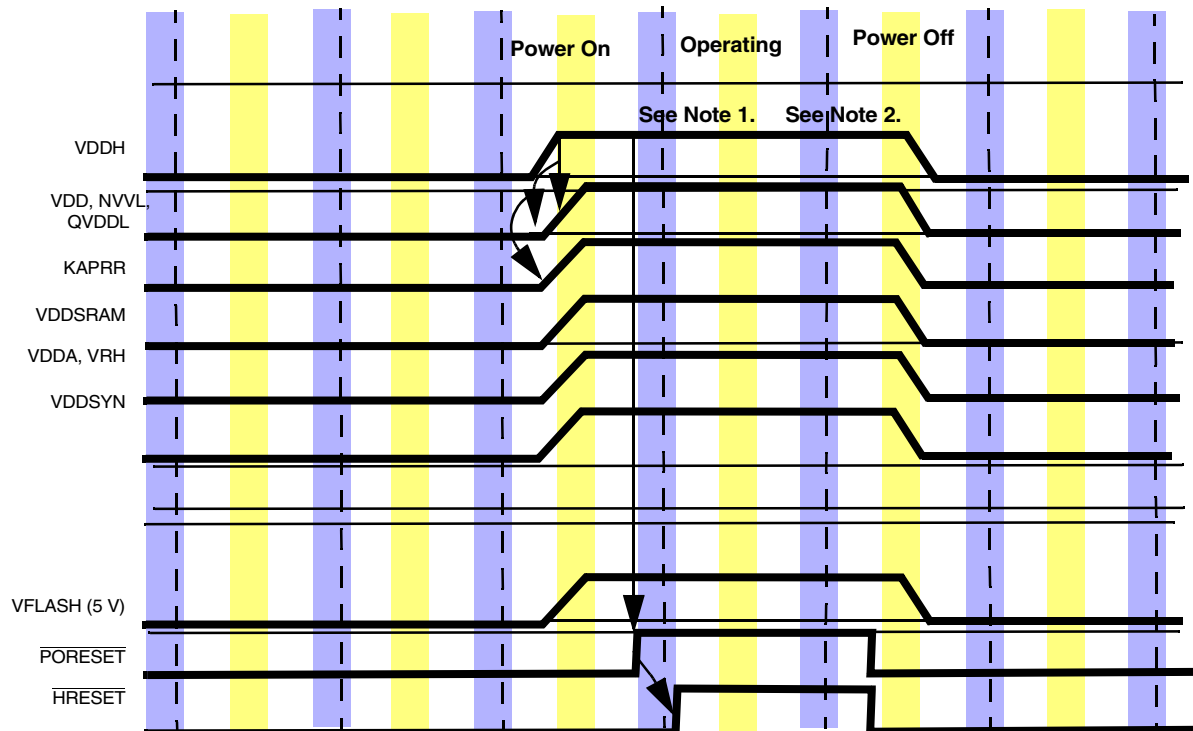 Power On
Operating
Power Off
See Note 1.
See Note 2.
VDDH
VDD, NVVL,
QVDDL
KAPRR
VDDSRAM
VDDA, VRH
VDDSYN
VFLASH (5 V)
PORESET
HRESET